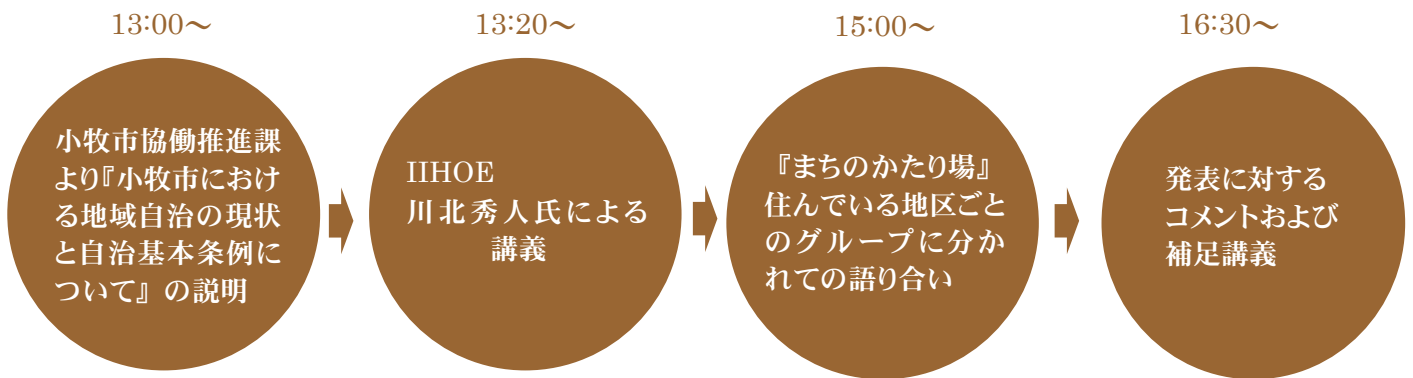 13:00～
小牧市協働推進課
より『小牧市におけ
る地域自治の現状
と自治基本条例に
ついて』の説明
13:20～
IIHOE
川北秀人氏による
講義
15:00～
『まちのかたり場』
住んでいる地区ごと
のグループに分か
れての語り合い
16:30～
発表に対する
コメントおよび
補足講義